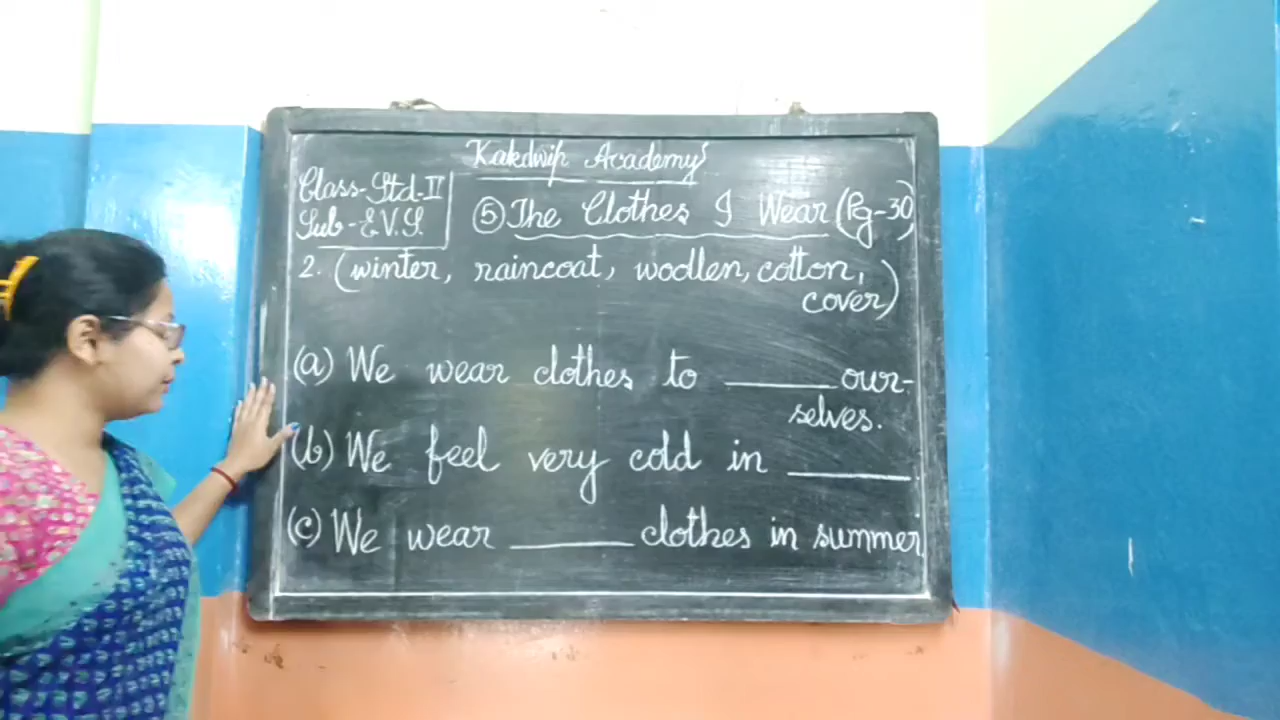 Kakdwip Academy
Class-Std-II
Sub-E.V.S.
⑤ The Clothes I Wear (Pg-30)
2. (winter, raincoat, woollen, cotton,
cover)
(a) We wear clothes to ______ our-
selves.
(b) We feel very cold in ______
(c) We wear ______ clothes in summer